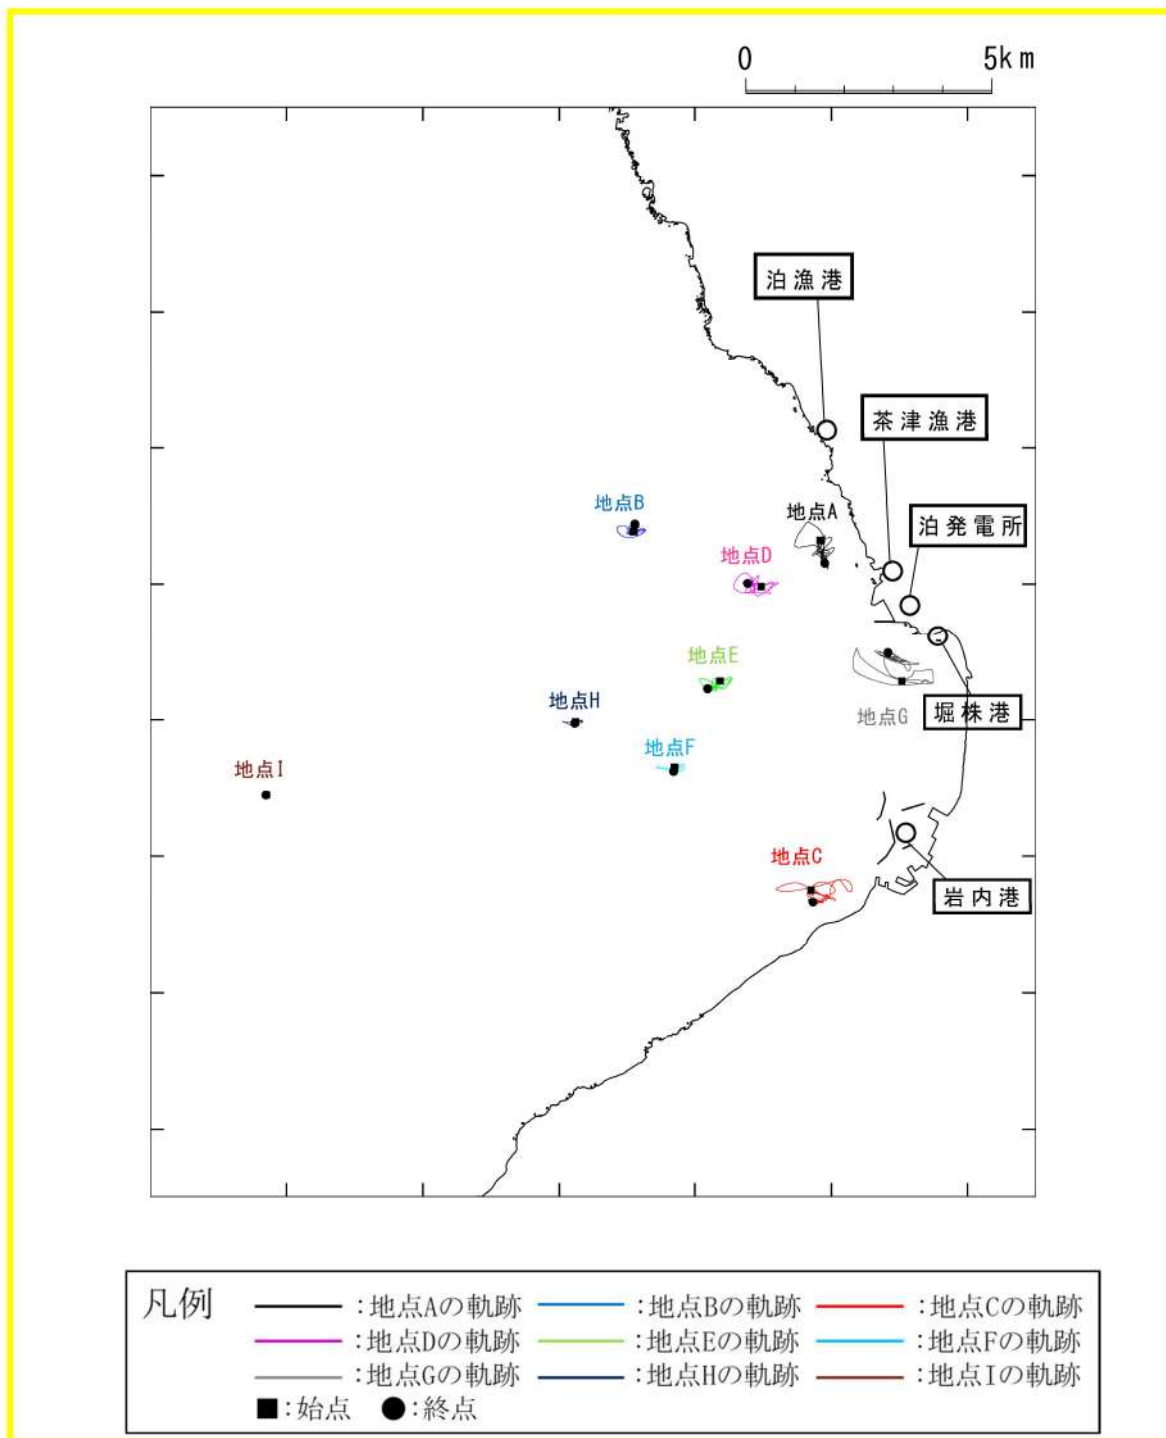 0 5km
泊漁港
茶津漁港
地点B
地点A
泊発電所
地点D
地点E
地点H
地点G
堀株港
地点F
地点I
地点C
岩内港
凡例 :地点Aの軌跡 :地点Bの軌跡 :地点Cの軌跡
:地点Dの軌跡 :地点Eの軌跡 :地点Fの軌跡
:地点Gの軌跡 :地点Hの軌跡 :地点Iの軌跡
■:始点 ●:終点